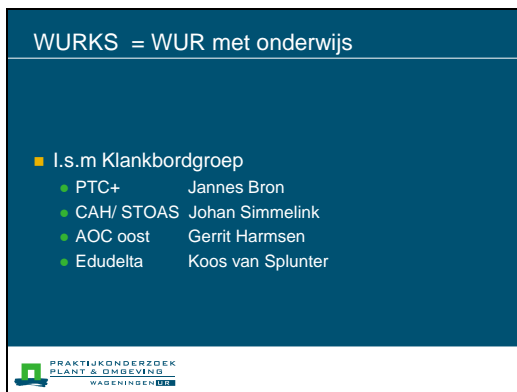 WURKS = WUR met onderwijs
I.s.m Klankbordgroep
PTC+ Jannes Bron
CAH/ STOAS Johan Simmelink
AOC oost Gerrit Harmsen
Edudelta Koos van Splunter
PRAKTIJKONDERZOEK
PLANT & OMGEVING
WAGENINGEN UR